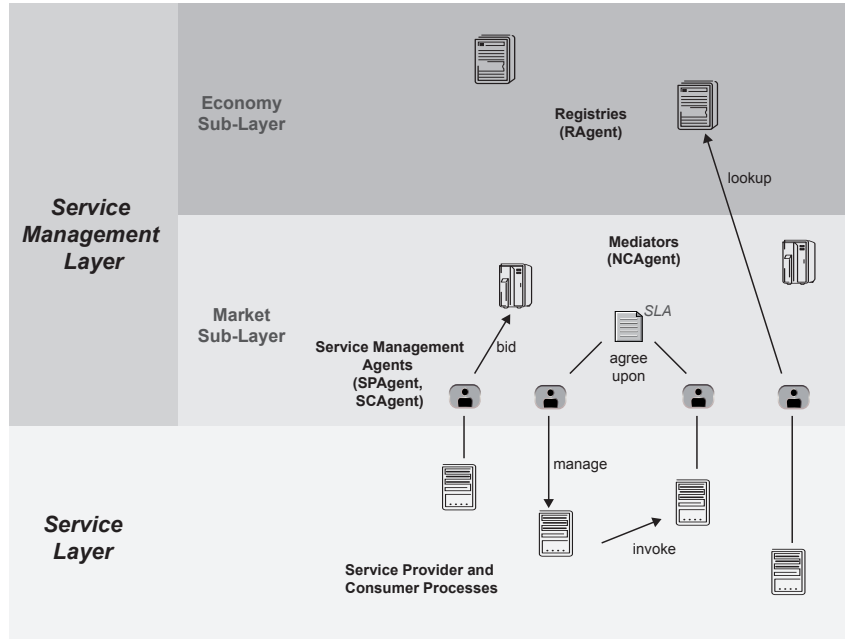 Economy
Sub-Layer
Registries
(RAgent)
lookup
Service
Management
Layer
Mediators
(NCAgent)
Market
Sub-Layer
SLA
Service Management
Agents
(SPAgent,
SCAgent)
bid
agree
upon
manage
Service
Layer
invoke
Service Provider and
Consumer Processes